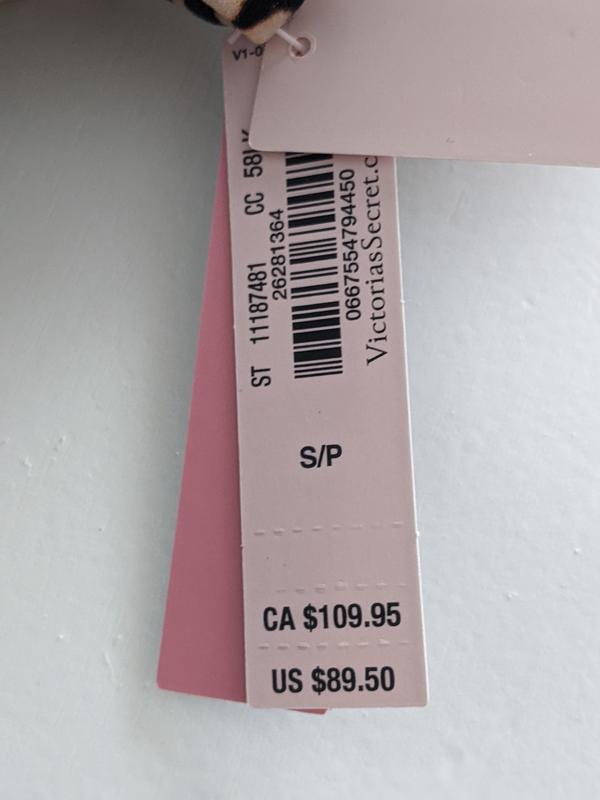 V1-0
ST 11187481 CC 58
26281364
0667554794450
VictoriasSecret.c
S/P
CA $109.95
US $89.50